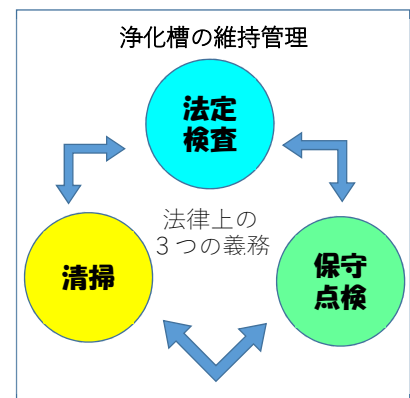 浄化槽の維持管理
法定
検査
法律上の
３つの義務
清掃
保守
点検